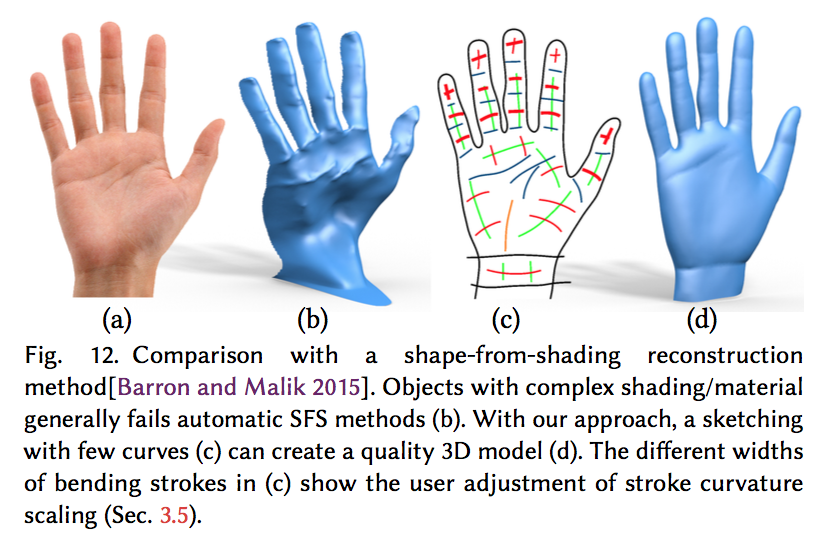 (a) (b) (c) (d)
Fig. 12. Comparison with a shape-from-shading reconstruction
method[Barron and Malik 2015]. Objects with complex shading/material
generally fails automatic SFS methods (b). With our approach, a sketching
with few curves (c) can create a quality 3D model (d). The different widths
of bending strokes in (c) show the user adjustment of stroke curvature
scaling (Sec. 3.5).